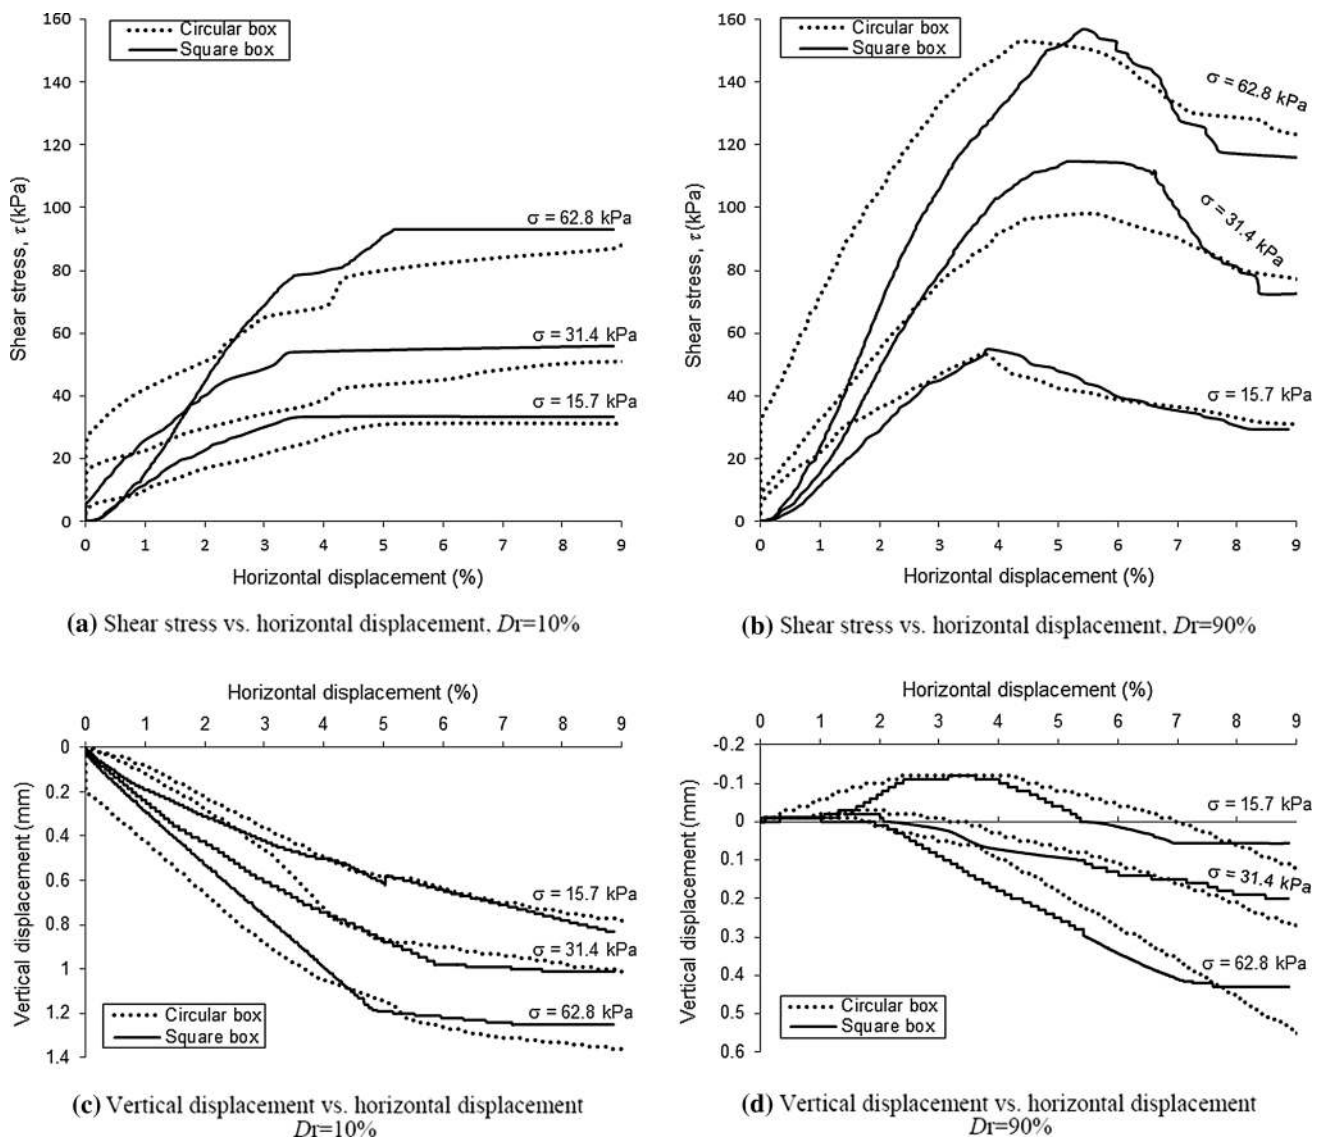 160
140
120
100
80
60
40
20
0
Shear stress, τ(kPa)
Circular box
Square box
σ = 62.8 kPa
σ = 31.4 kPa
σ = 15.7 kPa
0 1 2 3 4 5 6 7 8 9
Horizontal displacement (%)
(a) Shear stress vs. horizontal displacement, Dr=10%
160
140
120
100
80
60
40
20
0
Shear stress, τ(kPa)
Circular box
Square box
σ = 62.8 kPa
σ = 31.4 kPa
σ = 15.7 kPa
0 1 2 3 4 5 6 7 8 9
Horizontal displacement (%)
(b) Shear stress vs. horizontal displacement, Dr=90%
Horizontal displacement (%)
0 1 2 3 4 5 6 7 8 9
0
0.2
0.4
0.6
0.8
1
1.2
1.4
Vertical displacement (mm)
σ = 15.7 kPa
σ = 31.4 kPa
σ = 62.8 kPa
Circular box
Square box
(c) Vertical displacement vs. horizontal displacement
Dr=10%
Horizontal displacement (%)
0 1 2 3 4 5 6 7 8 9
-0.2
-0.1
0
0.1
0.2
0.3
0.4
0.5
0.6
Vertical displacement (mm)
σ = 15.7 kPa
σ = 31.4 kPa
σ = 62.8 kPa
Circular box
Square box
(d) Vertical displacement vs. horizontal displacement
Dr=90%